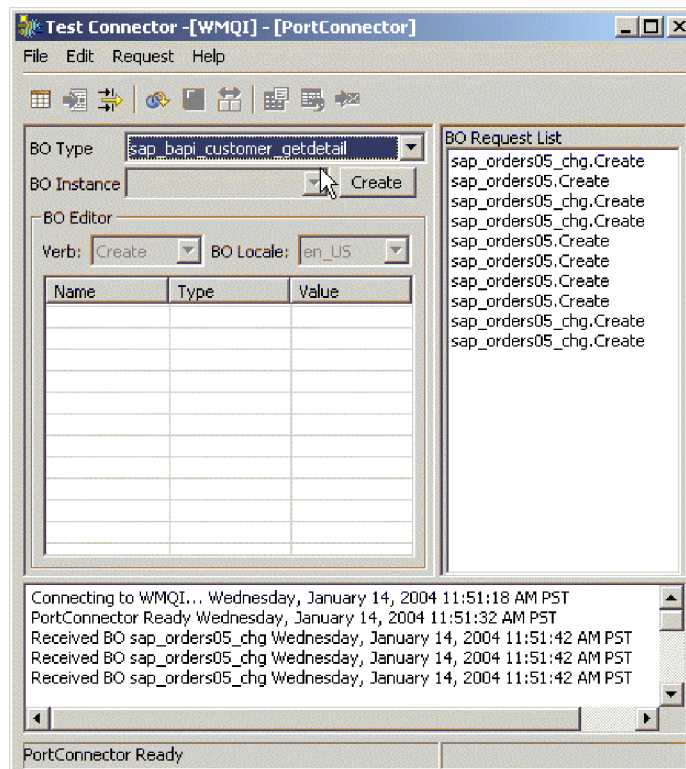 Test Connector -[WMQI] - [PortConnector]
File Edit Request Help
BO Type sap_bapi_customer_getdetail
BO Instance Create
BO Editor
Verb: Create BO Locale: en_US
Name Type Value
BO Request List
sap_orders05_chg.Create
sap_orders05.Create
sap_orders05_chg.Create
sap_orders05_chg.Create
sap_orders05.Create
sap_orders05.Create
sap_orders05.Create
sap_orders05.Create
sap_orders05_chg.Create
sap_orders05_chg.Create
Connecting to WMQI... Wednesday, January 14, 2004 11:51:18 AM PST
PortConnector Ready Wednesday, January 14, 2004 11:51:32 AM PST
Received BO sap_orders05_chg Wednesday, January 14, 2004 11:51:42 AM PST
Received BO sap_orders05_chg Wednesday, January 14, 2004 11:51:42 AM PST
Received BO sap_orders05_chg Wednesday, January 14, 2004 11:51:42 AM PST
PortConnector Ready